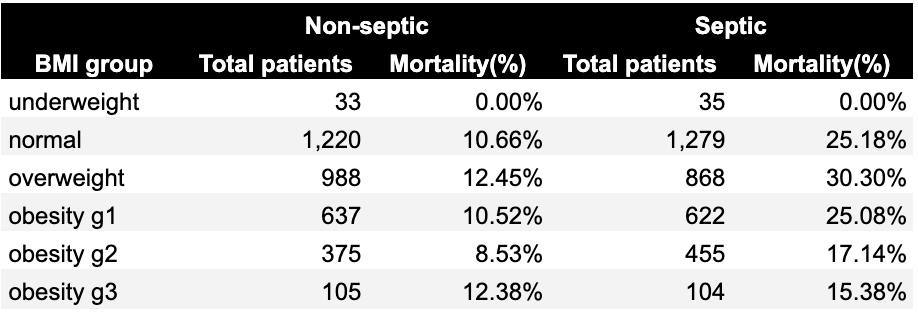 Non-septic Septic
BMI group Total patients Mortality(%) Total patients Mortality(%)
underweight 33 0.00% 35 0.00%
normal 1,220 10.66% 1,279 25.18%
overweight 988 12.45% 868 30.30%
obesity g1 637 10.52% 622 25.08%
obesity g2 375 8.53% 455 17.14%
obesity g3 105 12.38% 104 15.38%